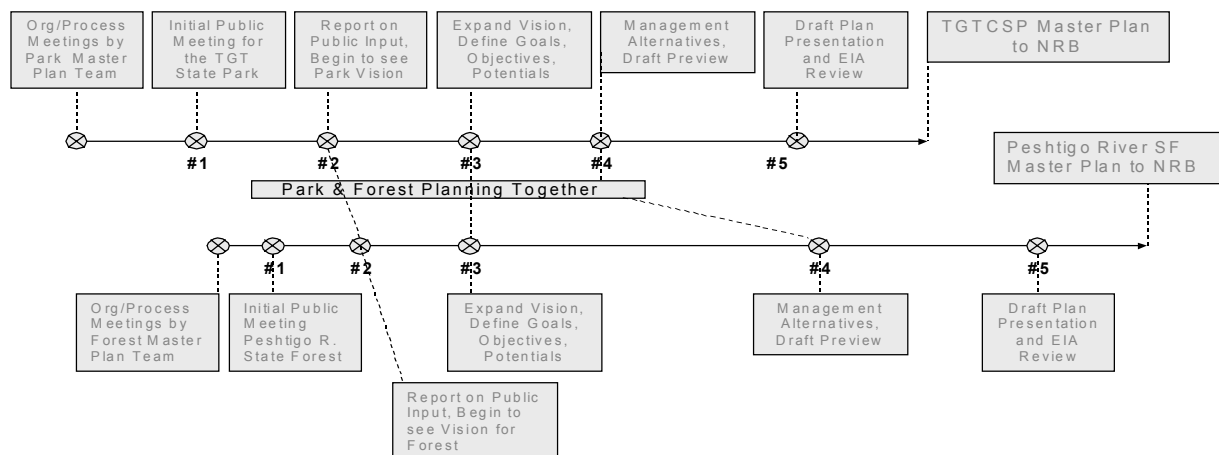 Org/Process
Meetings by
Park Master
Plan Team
Initial Public
Meeting for
the TGT
State Park
Report on
Public Input,
Begin to see
Park Vision
Expand Vision,
Define Goals,
Objectives,
Potentials
Management
Alternatives,
Draft Preview
Draft Plan
Presentation
and EIA
Review
TGTCSP Master Plan
to NRB
#1
#2
#3
#4
#5
Peshtigo River SF
Master Plan to NRB
Park & Forest Planning Together
#1
#2
#3
#4
#5
Org/Process
Meetings by
Forest Master
Plan Team
Initial Public
Meeting
Peshtigo R.
State Forest
Expand Vision,
Define Goals,
Objectives,
Potentials
Management
Alternatives,
Draft Preview
Draft Plan
Presentation
and EIA
Review
Report on Public
Input, Begin to
see Vision for
Forest